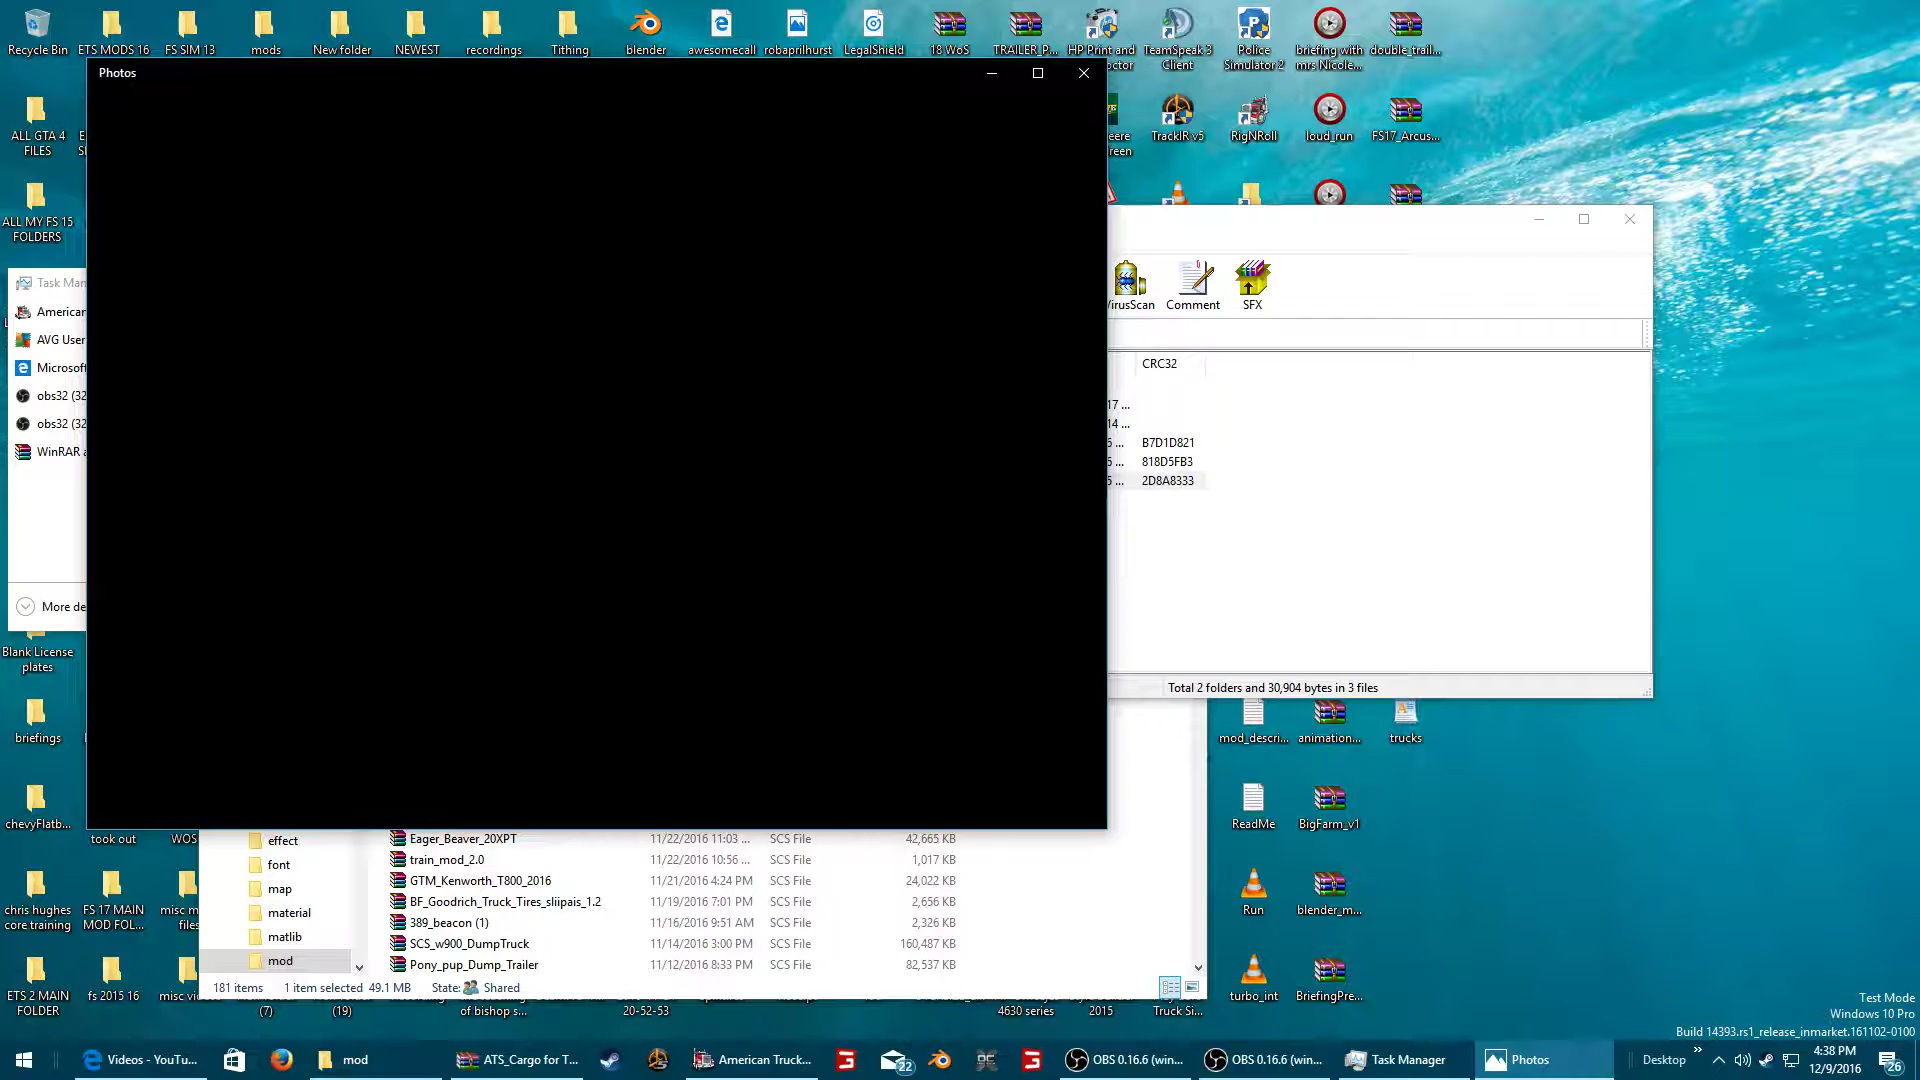 Recycle Bin
ETS MODS 16
FS SIM 13
mods
New folder
NEWEST
recordings
Tithing
blender
awesomecall
robaprilhurst
LegalShield
18 WoS
TRAILER_P...
HP Print and
TeamSpeak 3
Client
Police
Simulator 2
briefing with
mrs Nicole...
double_trail...
Photos
ALL GTA 4
FILES
TrackIR v5
RigNRoll
loud_run
FS17_Arcus...
ALL MY FS 15
FOLDERS
Task Man
American
AVG User
Microsoft
obs32 (32
obs32 (32
WinRAR a
More de
VirusScan
Comment
SFX
CRC32
17 ...
14 ...
6 ...
B7D1D821
6 ...
818D5FB3
5 ...
2D8A8333
Total 2 folders and 30,904 bytes in 3 files
Blank License
plates
briefings
chevyFlatb...
took out
WOS
mod_descri...
animation...
trucks
ReadMe
BigFarm_v1
effect
font
map
material
matlib
mod
Eager_Beaver_20XPT 11/22/2016 11:03 ... SCS File 42,665 KB
train_mod_2.0 11/22/2016 10:56 ... SCS File 1,017 KB
GTM_Kenworth_T800_2016 11/21/2016 4:24 PM SCS File 24,022 KB
BF_Goodrich_Truck_Tires_sliipais_1.2 11/19/2016 7:01 PM SCS File 2,656 KB
389_beacon (1) 11/16/2016 9:51 AM SCS File 2,326 KB
SCS_w900_DumpTruck 11/14/2016 3:00 PM SCS File 160,487 KB
Pony_pup_Dump_Trailer 11/12/2016 8:33 PM SCS File 82,537 KB
181 items 1 item selected 49.1 MB State: Shared
chris hughes
core training
FS 17 MAIN
MOD FOL...
misc m
files
Run
blender_m...
ETS 2 MAIN
FOLDER
fs 2015 16
misc vi
(7)
(19)
of bishop s...
20-52-53
4630 series
2015
Truck Si...
turbo_int
BriefingPre...
Test Mode
Windows 10 Pro
Build 14393.rs1_release_inmarket.161102-0100
Videos - YouTu...
mod
ATS_Cargo for T...
American Truck...
22
OBS 0.16.6 (win...
OBS 0.16.6 (win...
Task Manager
Photos
Desktop
4:38 PM
12/9/2016
26